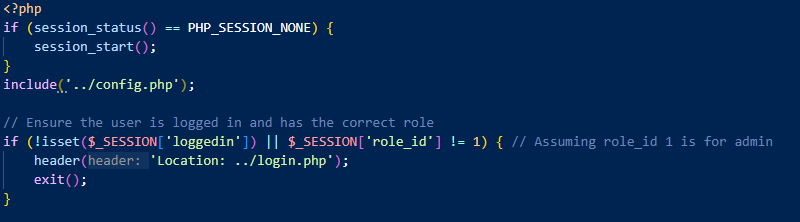 <?php
if (session_status() == PHP_SESSION_NONE) {
    session_start();
}
include('../config.php');

// Ensure the user is logged in and has the correct role
if (!isset($_SESSION['loggedin']) || $_SESSION['role_id'] != 1) { // Assuming role_id 1 is for admin
    header(header: 'Location: ../login.php');
    exit();
}